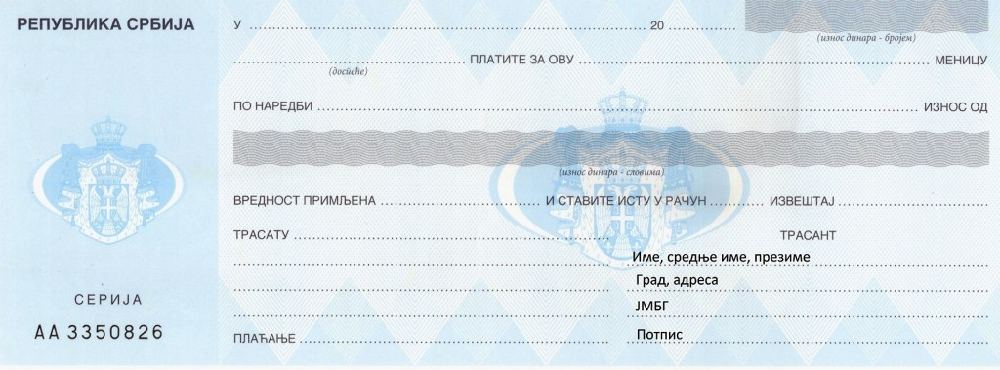 РЕПУБЛИКА СРБИЈА
У 20
(износ динара - бројем)
ПЛАТИТЕ ЗА ОВУ МЕНИЦУ
(доспеће)
ПО НАРЕДБИ ИЗНОС ОД
(износ динара - словима)
ВРЕДНОСТ ПРИМЉЕНА И СТАВИТЕ ИСТУ У РАЧУН ИЗВЕШТАЈ
ТРАСАТУ ТРАСАНТ
Име, средње име, презиме
Град, адреса
ЈМБГ
ПЛАЋАЊЕ Потпис
СЕРИЈА
АА 3350826